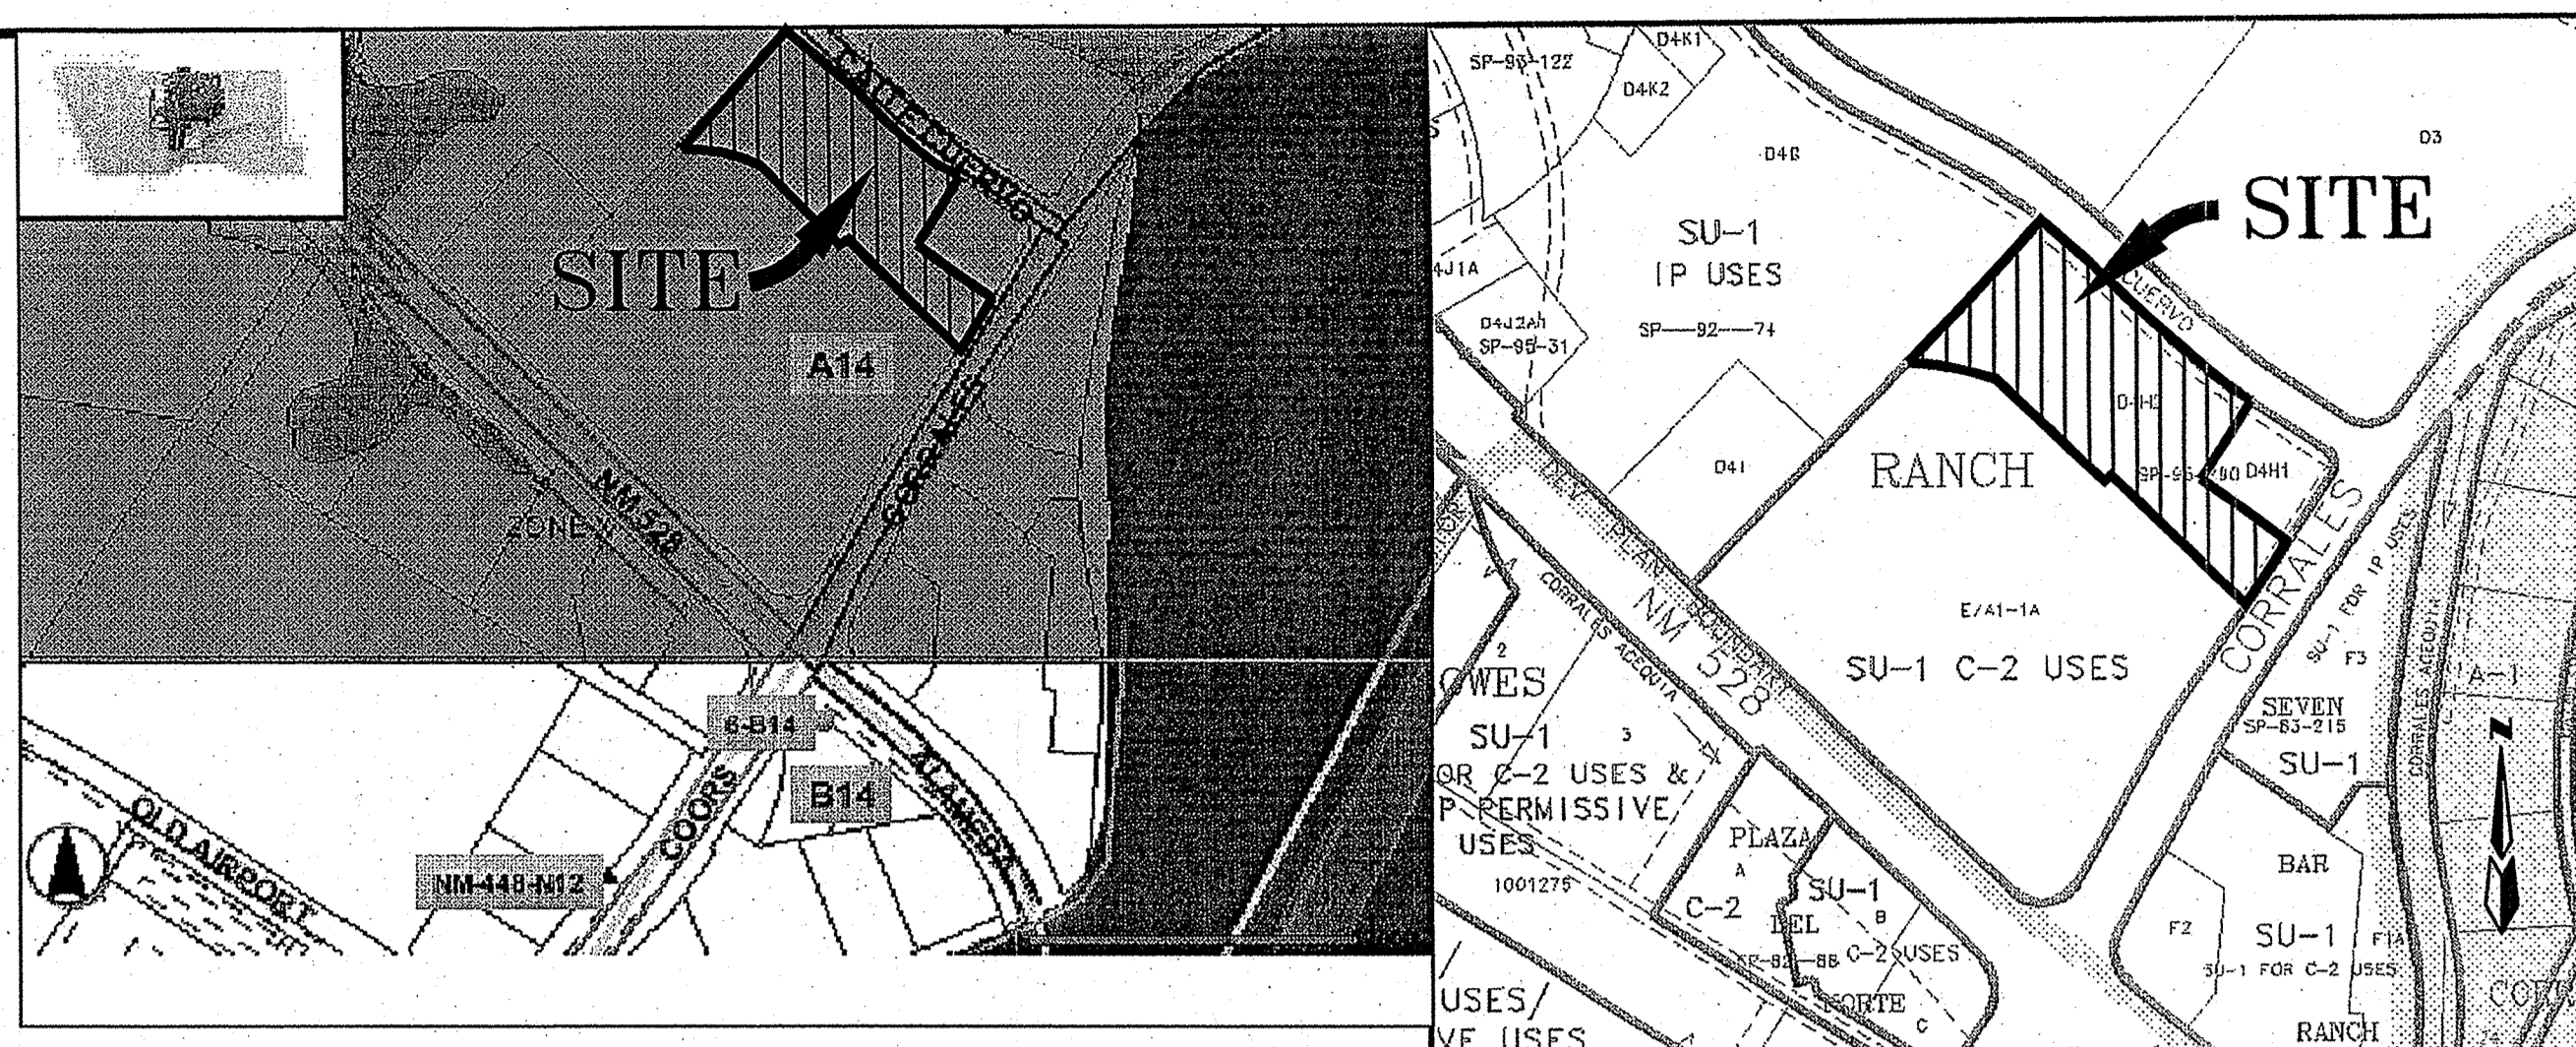 CALLE CUERVO
SITE
A14
CORRALES
NM 528
ZONE X
6-B14
B14
COORS
ALAMEDA
OLD AIRPORT
NM-448-N12
SP-93-122
D4K1
D4K2
D4G
D3
SU-1
IP USES
SITE
4J1A
SP-95-31
SP-92-74
CUERVO
D4I
RANCH
D4H1
DEV PLAN BOUNDARY
NM 528
CORRALES ACEQUIA
E/A1-1A
SU-1 C-2 USES
CORRALES
SU-1 FOR IP USES
F3
CORRALES ACEQUIA
A-1
N
2
OWES
SU-1
3
OR C-2 USES &
P PERMISSIVE
USES
1001275
SEVEN
SP-83-215
SU-1
PLAZA
A
C-2
SU-1
B
DEL
C-2 USES
NORTE
C
BAR
F2
SU-1
F1A
SU-1 FOR C-2 USES
RANCH
USES/
VE USES